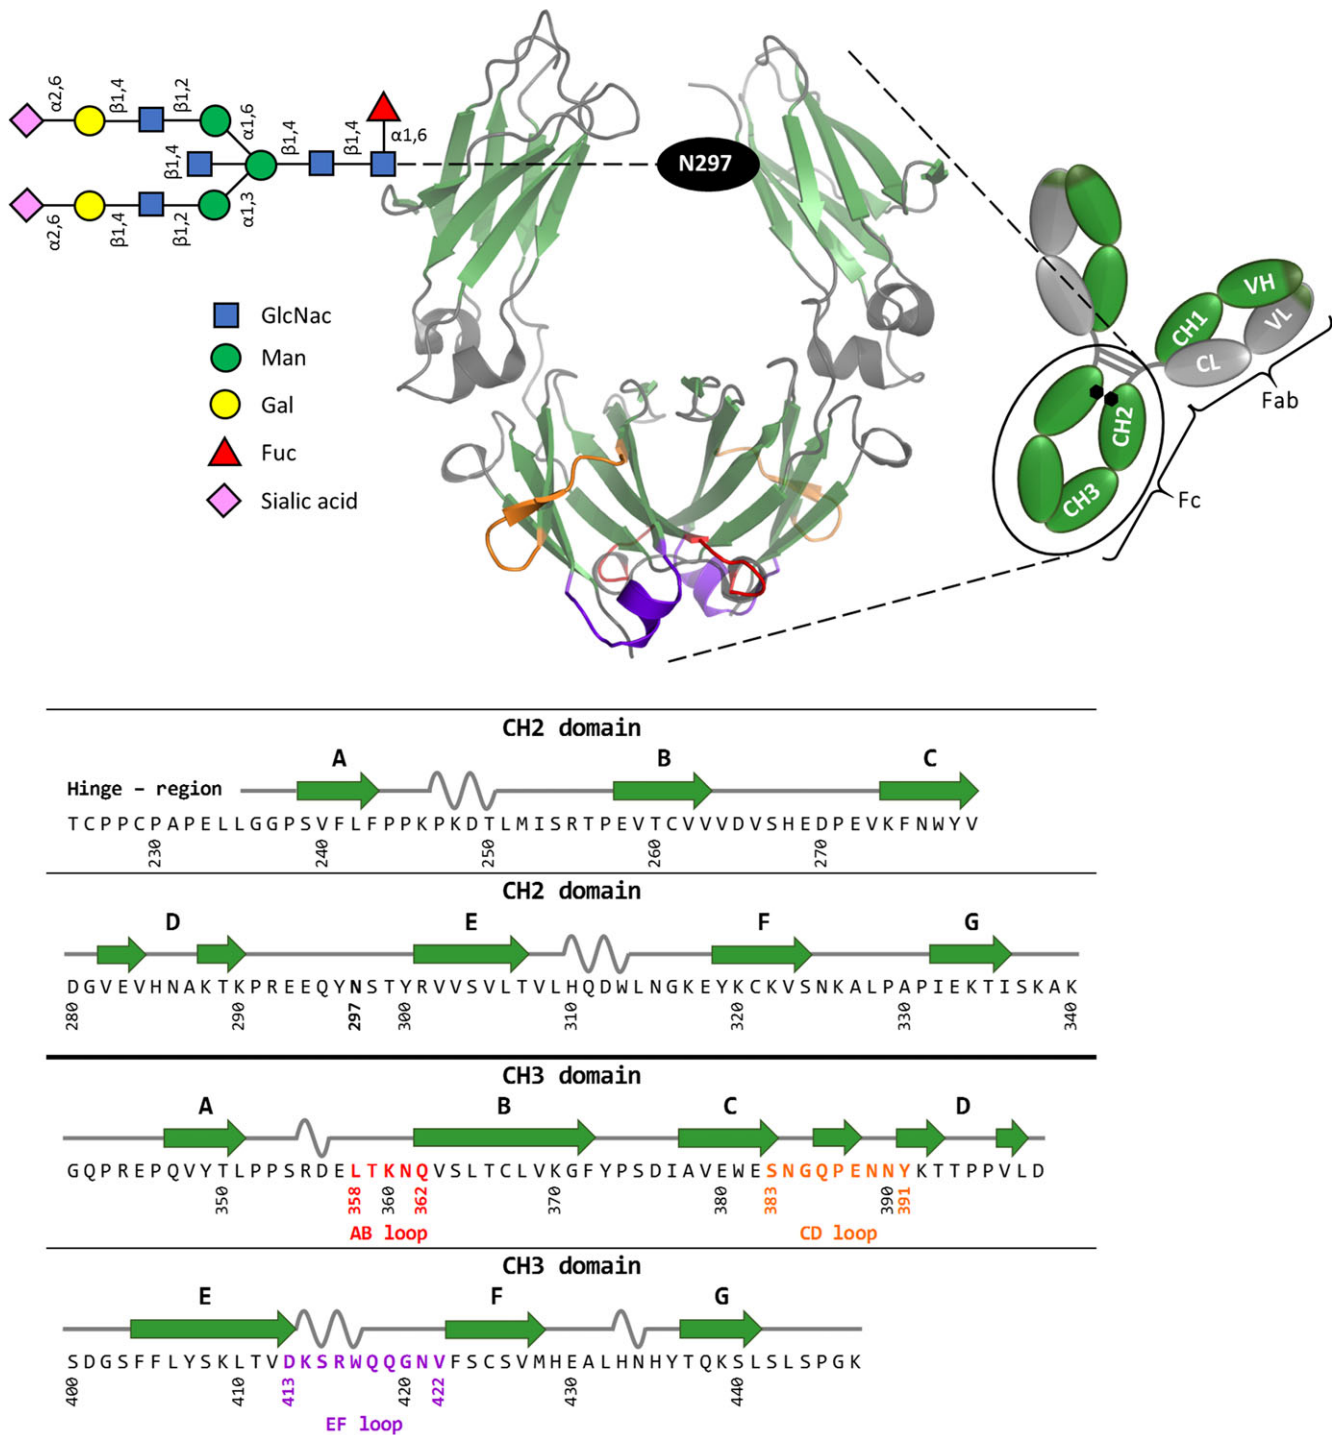 α2,6 β1,4 β1,2 α1,6
β1,4 β1,4 α1,6
β1,4
α2,6 β1,4 β1,2 α1,3
N297
GlcNac
Man
Gal
Fuc
Sialic acid
VH
CH1
VL
CL
Fab
CH2
CH3
Fc
CH2 domain
A B C
Hinge – region
TCPPCPAPELLGGPSVFLFPPKPKDTLMISRTPEVTCVVVDVSHEDPEVKFNWYV
230 240 250 260 270
CH2 domain
D E F G
DGVEVHNAKTKPREEQYNSTYRVVSVLTVLHQDWLNGKEYKCKVSNKALPAPIEKTISKAK
280 290 297 300 310 320 330 340
CH3 domain
A B C D
GQPREPQVYTLPPSRDELTKNQVSLTCLVKGFYPSDIAVEWESNGQPENNYKTTPPVLD
350 358 360 362 370 380 383 390 391
AB loop CD loop
CH3 domain
E F G
SDGSFFLYSKLTVDKSRWQQGNVFSCSVMHEALHNHYTQKSLSLSPGK
400 410 413 420 422 430 440
EF loop